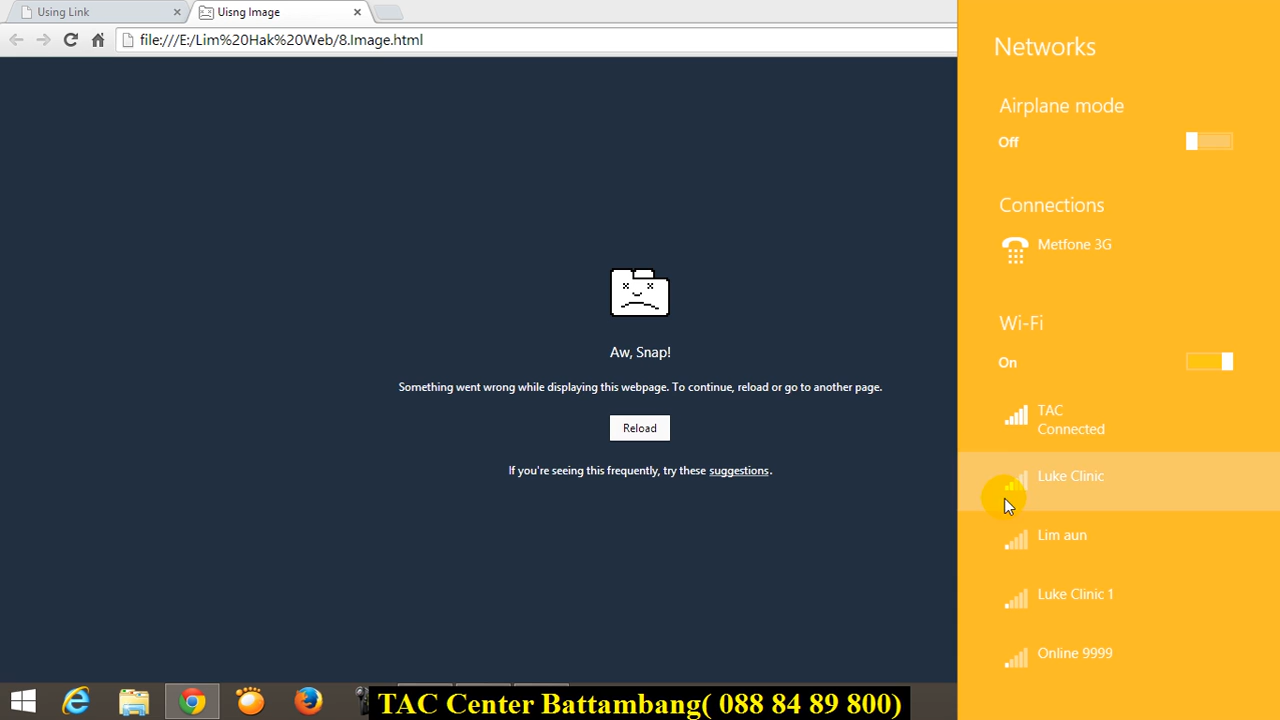 Using Link
Uisng Image
file:///E:/Lim%20Hak%20Web/8.Image.html
Aw, Snap!
Something went wrong while displaying this webpage. To continue, reload or go to another page.
Reload
If you're seeing this frequently, try these suggestions.
Networks
Airplane mode
Off
Connections
Metfone 3G
Wi-Fi
On
TAC
Connected
Luke Clinic
Lim aun
Luke Clinic 1
Online 9999
TAC Center Battambang( 088 84 89 800)